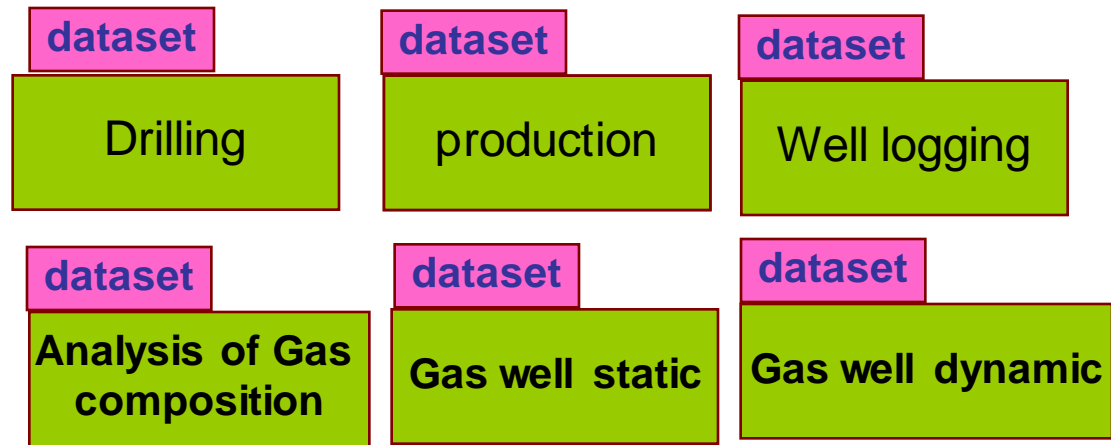 dataset
Drilling
dataset
production
dataset
Well logging
dataset
Analysis of Gas
composition
dataset
Gas well static
dataset
Gas well dynamic